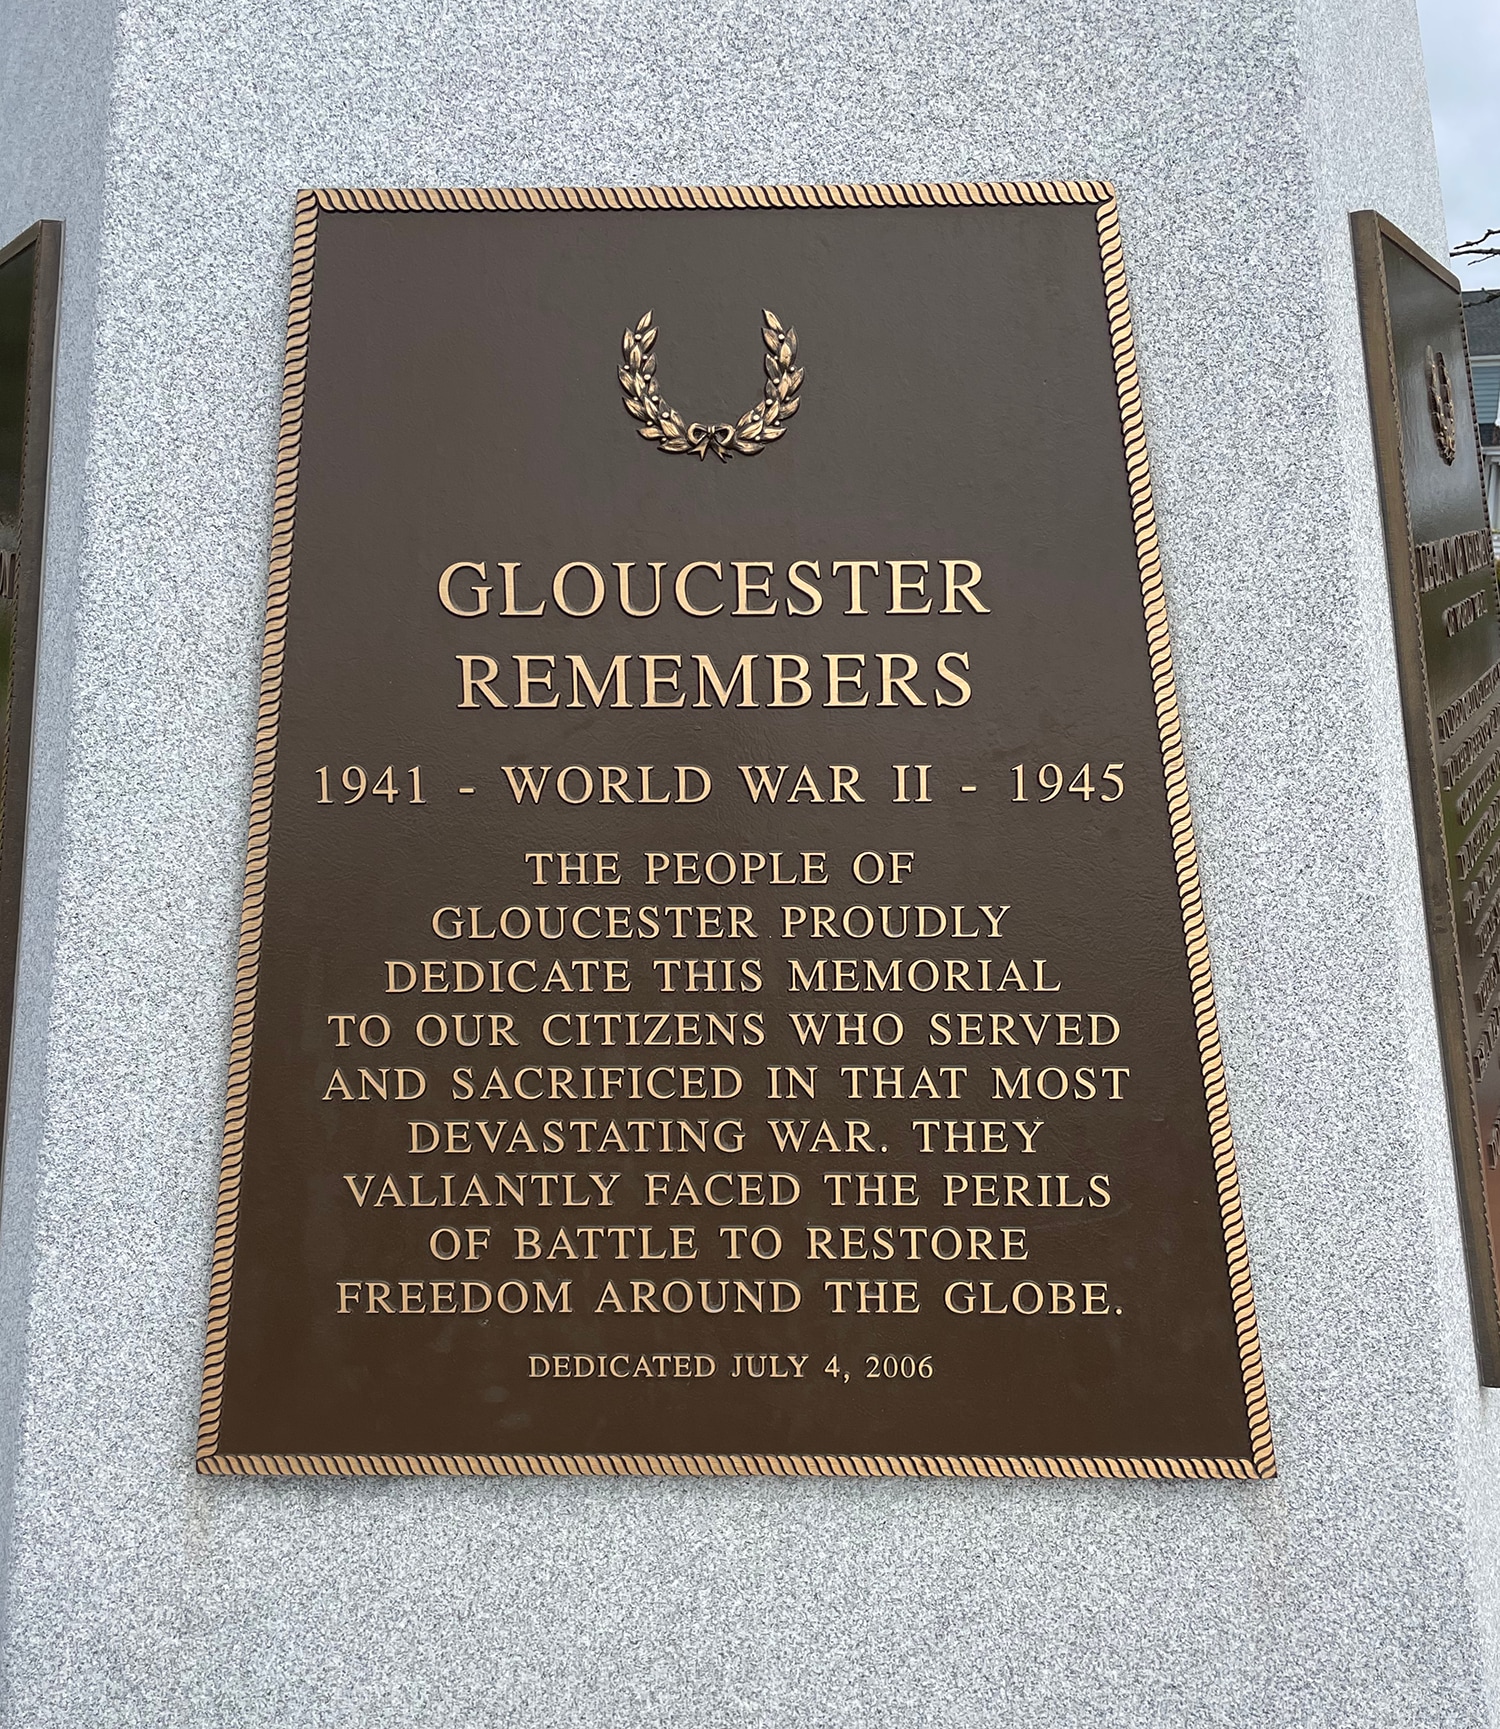 GLOUCESTER
REMEMBERS
1941 - WORLD WAR II - 1945
THE PEOPLE OF
GLOUCESTER PROUDLY
DEDICATE THIS MEMORIAL
TO OUR CITIZENS WHO SERVED
AND SACRIFICED IN THAT MOST
DEVASTATING WAR. THEY
VALIANTLY FACED THE PERILS
OF BATTLE TO RESTORE
FREEDOM AROUND THE GLOBE.
DEDICATED JULY 4, 2006